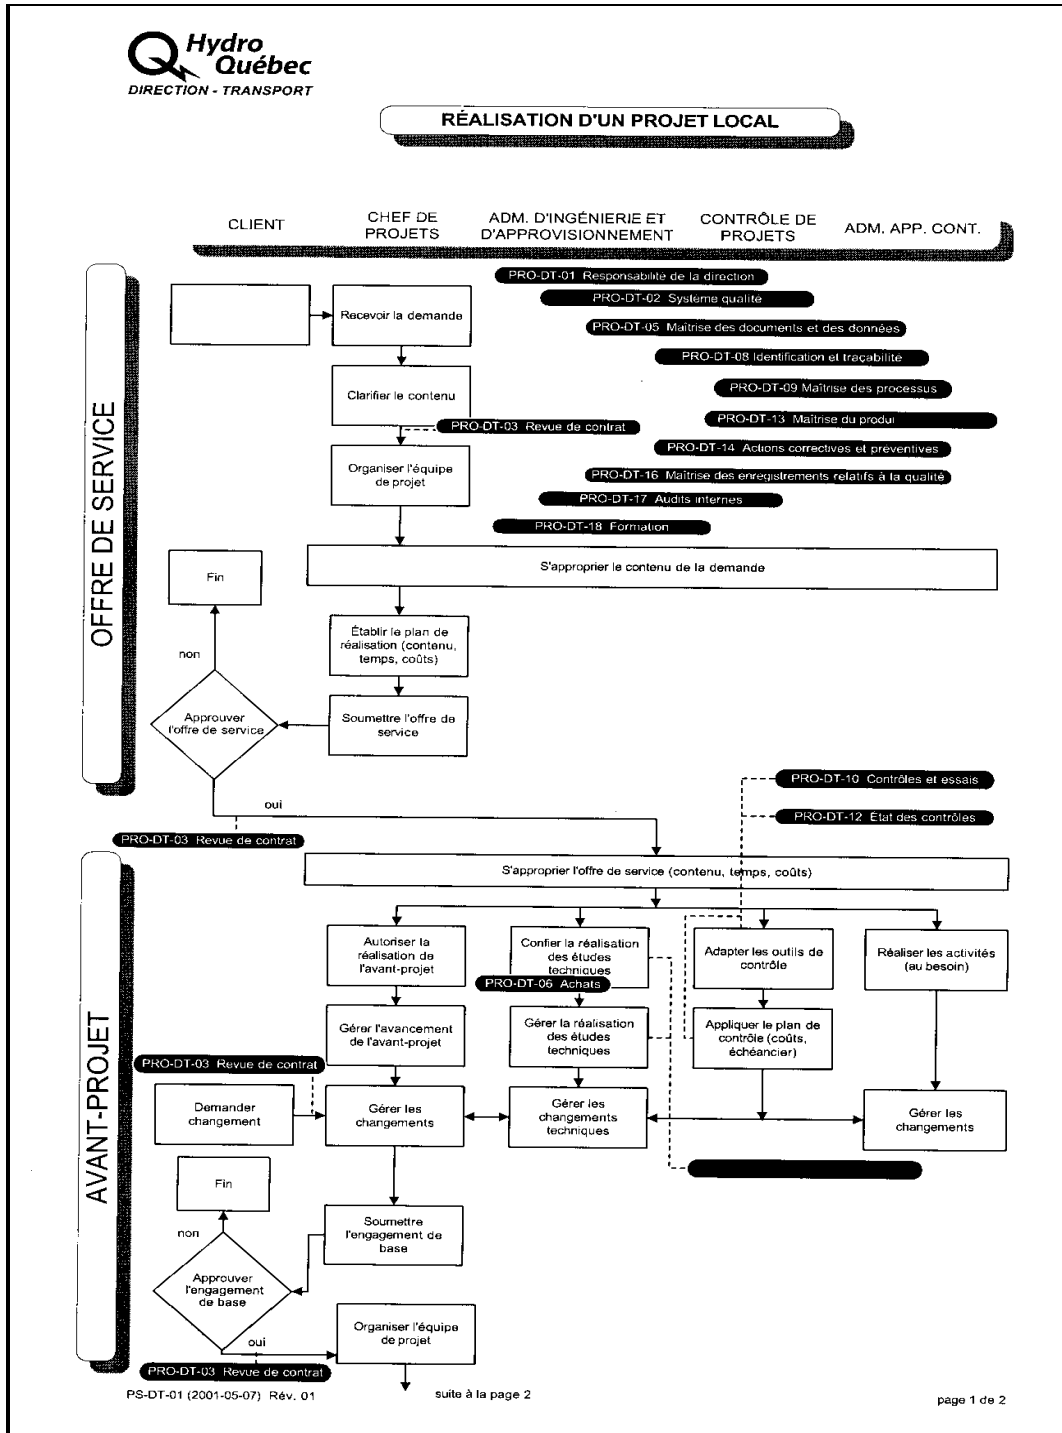 Hydro
Québec
DIRECTION - TRANSPORT
RÉALISATION D'UN PROJET LOCAL
CLIENT
CHEF DE
PROJETS
ADM. D'INGÉNIERIE ET
D'APPROVISIONNEMENT
CONTRÔLE DE
PROJETS
ADM. APP. CONT.
OFFRE DE SERVICE
PRO-DT-01 Responsabilité de la direction
PRO-DT-02 Système qualité
Recevoir la demande
PRO-DT-05 Maîtrise des documents et des données
PRO-DT-08 Identification et traçabilité
Clarifier le contenu
PRO-DT-09 Maîtrise des processus
PRO-DT-13 Maîtrise du produi
PRO-DT-03 Revue de contrat
PRO-DT-14 Actions correctives et préventives
Organiser l'équipe
de projet
PRO-DT-16 Maîtrise des enregistrements relatifs à la qualité
PRO-DT-17 Audits internes
PRO-DT-18 Formation
S'approprier le contenu de la demande
Fin
Établir le plan de
réalisation (contenu,
temps, coûts)
non
Approuver
l'offre de service
Soumettre l'offre de
service
PRO-DT-10 Contrôles et essais
oui
PRO-DT-12 État des contrôles
PRO-DT-03 Revue de contrat
AVANT-PROJET
S'approprier l'offre de service (contenu, temps, coûts)
Autoriser la
réalisation de
l'avant-projet
Confier la réalisation
des études
techniques
Adapter les outils de
contrôle
Réaliser les activités
(au besoin)
PRO-DT-06 Achats
Gérer l'avancement
de l'avant-projet
Gérer la réalisation
des études
techniques
Appliquer le plan de
contrôle (coûts,
échéancier)
PRO-DT-03 Revue de contrat
Demander
changement
Gérer les
changements
Gérer les
changements
techniques
Gérer les
changements
Fin
non
Soumettre
l'engagement de
base
Approuver
l'engagement
de base
Organiser l'équipe
de projet
oui
PRO-DT-03 Revue de contrat
PS-DT-01 (2001-05-07) Rév. 01
suite à la page 2
page 1 de 2